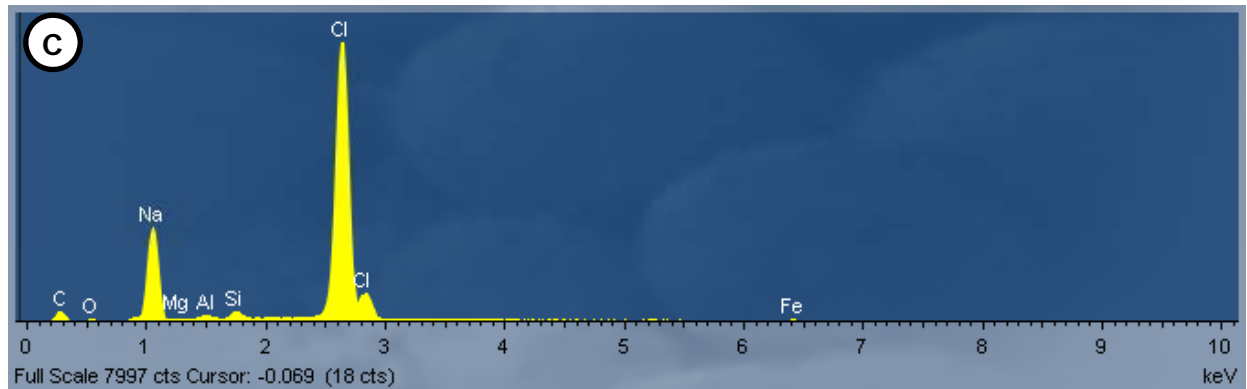 C
Cl
Na
Cl
C O Mg Al Si Fe
0 1 2 3 4 5 6 7 8 9 10
Full Scale 7997 cts Cursor: -0.069 (18 cts) keV